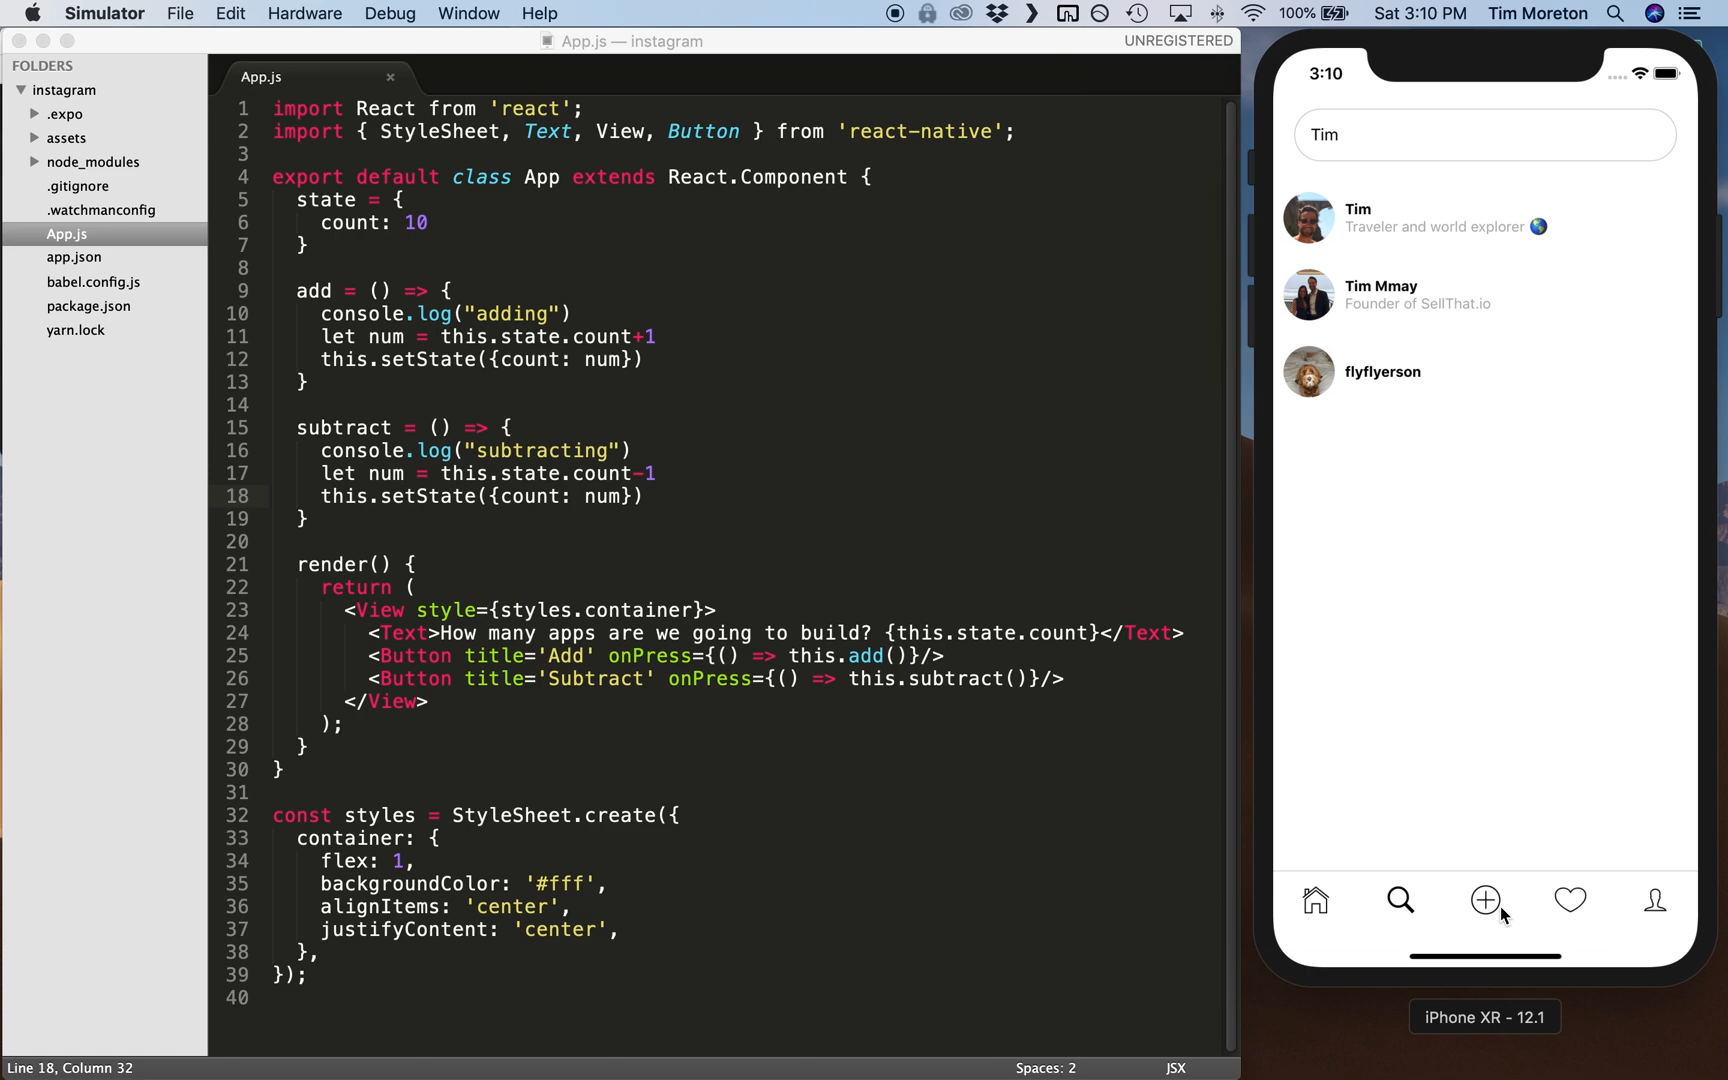 Simulator File Edit Hardware Debug Window Help 100% Sat 3:10 PM Tim Moreton
App.js — instagram UNREGISTERED
FOLDERS
instagram
.expo
assets
node_modules
.gitignore
.watchmanconfig
App.js
app.json
babel.config.js
package.json
yarn.lock
App.js ×
1 import React from 'react';
2 import { StyleSheet, Text, View, Button } from 'react-native';
3
4 export default class App extends React.Component {
5 state = {
6 count: 10
7 }
8
9 add = () => {
10 console.log("adding")
11 let num = this.state.count+1
12 this.setState({count: num})
13 }
14
15 subtract = () => {
16 console.log("subtracting")
17 let num = this.state.count-1
18 this.setState({count: num})
19 }
20
21 render() {
22 return (
23 <View style={styles.container}>
24 <Text>How many apps are we going to build? {this.state.count}</Text>
25 <Button title='Add' onPress={() => this.add()}/>
26 <Button title='Subtract' onPress={() => this.subtract()}/>
27 </View>
28 );
29 }
30 }
31
32 const styles = StyleSheet.create({
33 container: {
34 flex: 1,
35 backgroundColor: '#fff',
36 alignItems: 'center',
37 justifyContent: 'center',
38 },
39 });
40
Line 18, Column 32 Spaces: 2 JSX
3:10
Tim
Tim
Traveler and world explorer 🌎
Tim Mmay
Founder of SellThat.io
flyflyerson
iPhone XR - 12.1